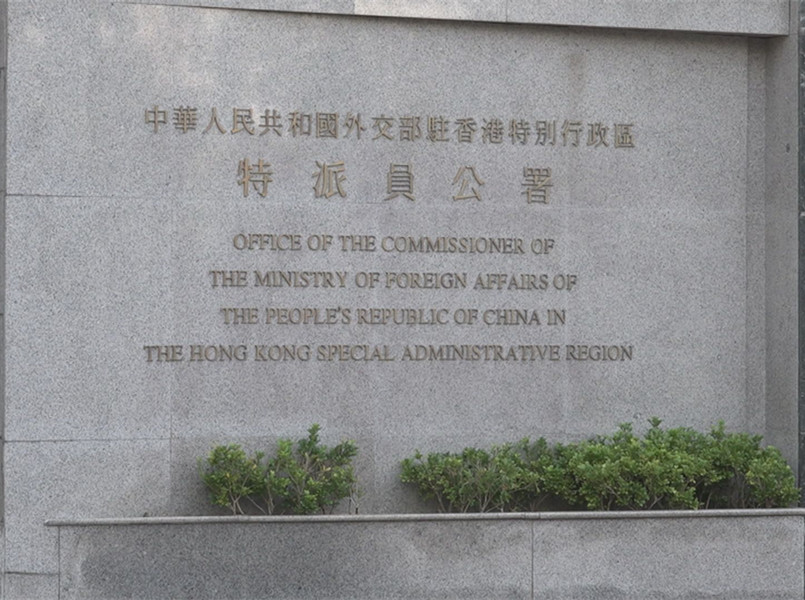 中華人民共和國外交部駐香港特別行政區
特派員公署
OFFICE OF THE COMMISSIONER OF
THE MINISTRY OF FOREIGN AFFAIRS OF
THE PEOPLE'S REPUBLIC OF CHINA IN
THE HONG KONG SPECIAL ADMINISTRATIVE REGION